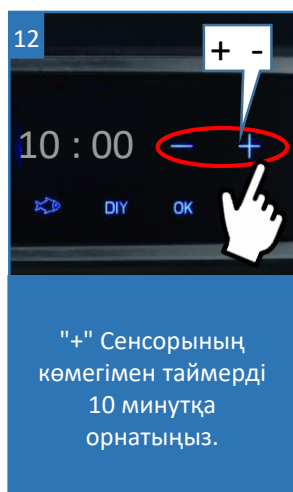 12
+ -
10 : 00 − +
DIY OK
"+" Сенсорының
көмегімен таймерді
10 минутқа
орнатыңыз.